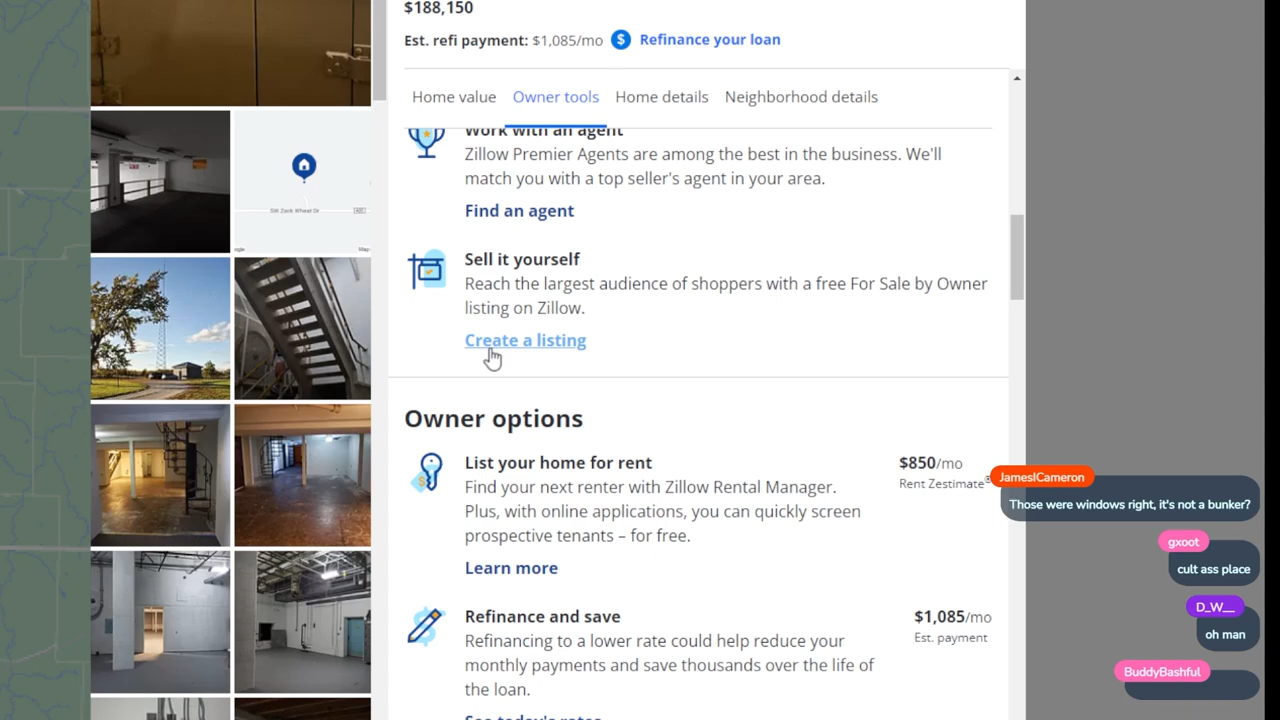 $188,150
Est. refi payment: $1,085/mo $ Refinance your loan
Home value Owner tools Home details Neighborhood details
Work with an agent
Zillow Premier Agents are among the best in the business. We'll
match you with a top seller's agent in your area.
Find an agent
Sell it yourself
Reach the largest audience of shoppers with a free For Sale by Owner
listing on Zillow.
Create a listing
Owner options
List your home for rent
$850/mo
Rent Zestimate®
Find your next renter with Zillow Rental Manager.
Plus, with online applications, you can quickly screen
prospective tenants – for free.
Learn more
Refinance and save
$1,085/mo
Est. payment
Refinancing to a lower rate could help reduce your
monthly payments and save thousands over the life of
the loan.
See today's rates
SW Zack Wheat Dr
JamesICameron
Those were windows right, it's not a bunker?
gxoot
cult ass place
D_W__
oh man
BuddyBashful